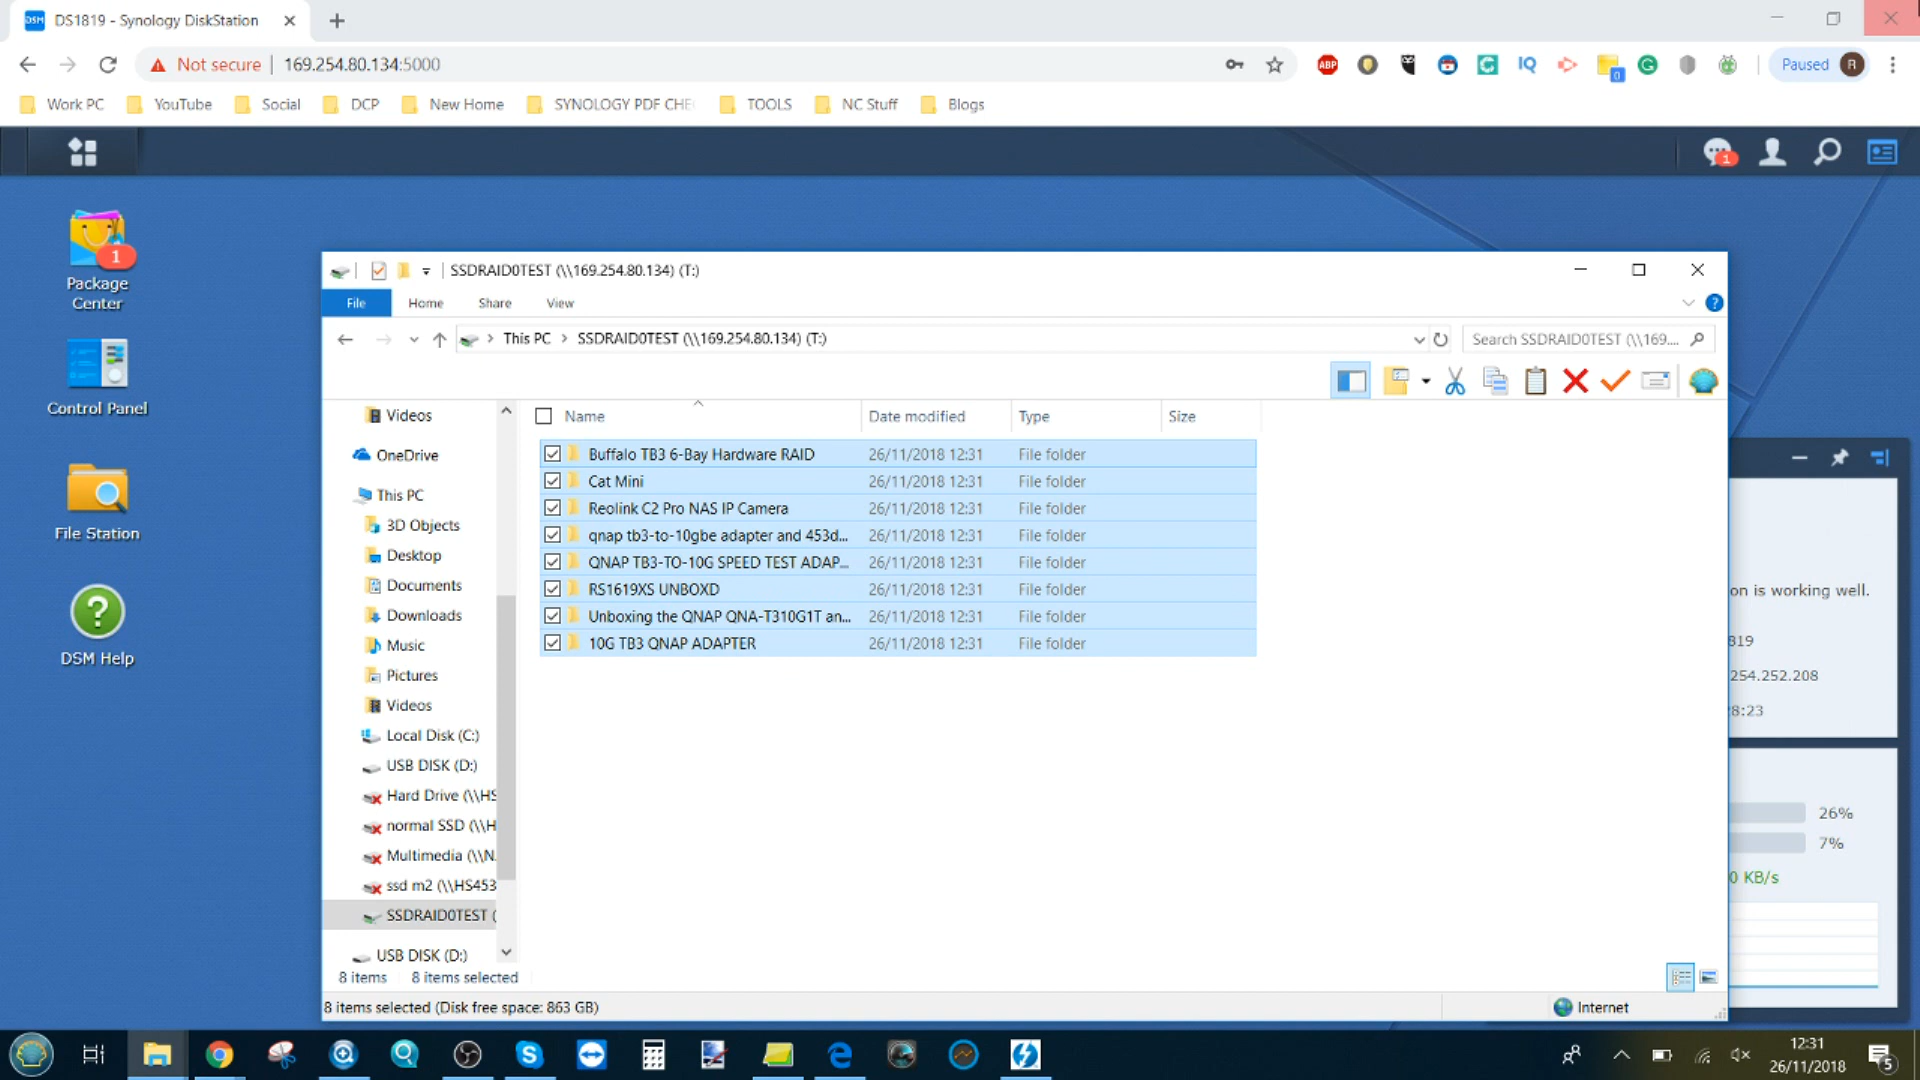 DSM DS1819 - Synology DiskStation
Not secure | 169.254.80.134:5000
ABP
IQ
0
G
Paused R
Work PC YouTube Social DCP New Home SYNOLOGY PDF CHE TOOLS NC Stuff Blogs
1
1
Package
Center
Control Panel
File Station
?
DSM Help
SSDRAID0TEST (\\169.254.80.134) (T:)
File Home Share View
?
This PC > SSDRAID0TEST (\\169.254.80.134) (T:)
Search SSDRAID0TEST (\\169....
Videos
OneDrive
This PC
3D Objects
Desktop
Documents
Downloads
Music
Pictures
Videos
Local Disk (C:)
USB DISK (D:)
Hard Drive (\\HS
normal SSD (\\H
Multimedia (\\N
ssd m2 (\\HS453
SSDRAID0TEST (
USB DISK (D:)
Name Date modified Type Size
Buffalo TB3 6-Bay Hardware RAID 26/11/2018 12:31 File folder
Cat Mini 26/11/2018 12:31 File folder
Reolink C2 Pro NAS IP Camera 26/11/2018 12:31 File folder
qnap tb3-to-10gbe adapter and 453d... 26/11/2018 12:31 File folder
QNAP TB3-TO-10G SPEED TEST ADAP... 26/11/2018 12:31 File folder
RS1619XS UNBOXD 26/11/2018 12:31 File folder
Unboxing the QNAP QNA-T310G1T an... 26/11/2018 12:31 File folder
10G TB3 QNAP ADAPTER 26/11/2018 12:31 File folder
8 items 8 items selected
8 items selected (Disk free space: 863 GB)
Internet
on is working well.
819
254.252.208
8:23
26%
7%
0 KB/s
12:31
26/11/2018
5